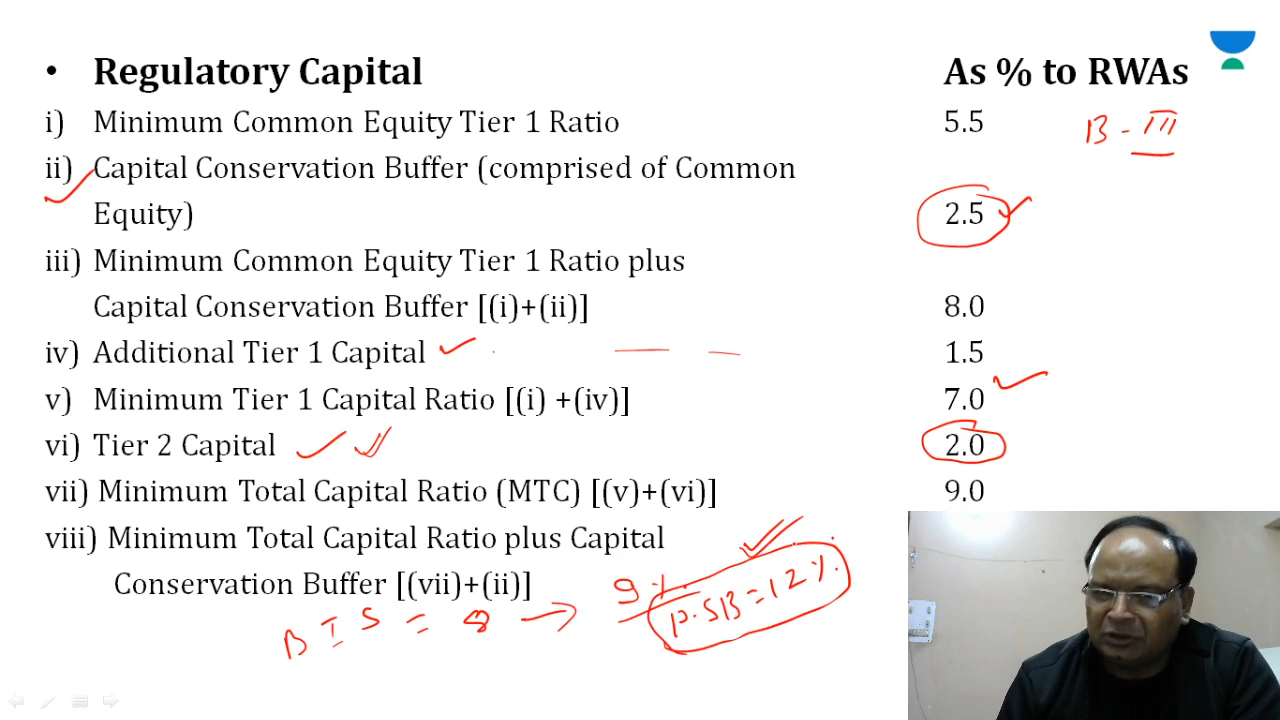 • Regulatory Capital As % to RWAs
i) Minimum Common Equity Tier 1 Ratio 5.5 B - III
ii) Capital Conservation Buffer (comprised of Common
Equity) 2.5
iii) Minimum Common Equity Tier 1 Ratio plus
Capital Conservation Buffer [(i)+(ii)] 8.0
iv) Additional Tier 1 Capital 1.5
v) Minimum Tier 1 Capital Ratio [(i) +(iv)] 7.0
vi) Tier 2 Capital 2.0
vii) Minimum Total Capital Ratio (MTC) [(v)+(vi)] 9.0
viii) Minimum Total Capital Ratio plus Capital
Conservation Buffer [(vii)+(ii)]
BIS = 8 → 9%. P.SB = 12%.